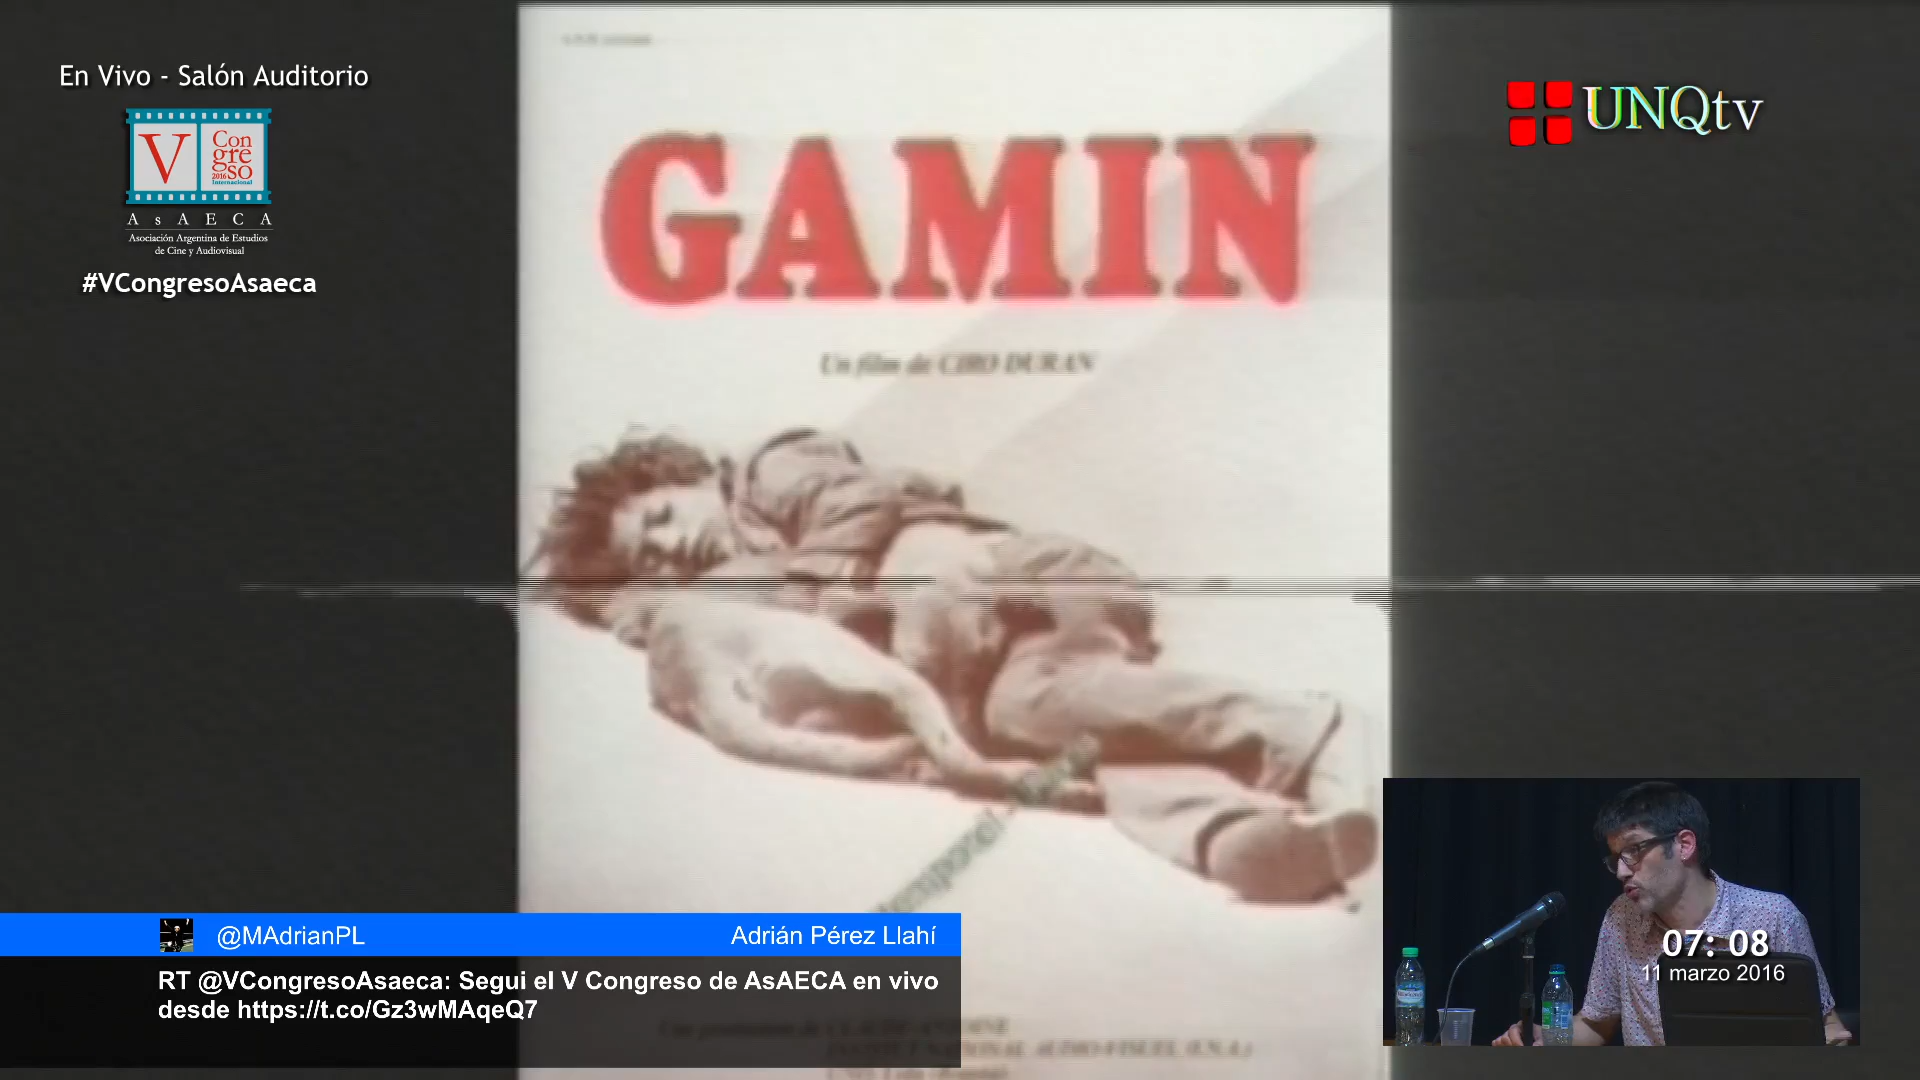 En Vivo - Salón Auditorio
V
Con
gre
so
2016
Internacional
A s A E C A
Asociación Argentina de Estudios
de Cine y Audiovisual
#VCongresoAsaeca
UNQtv
GAMIN
Un film de CIRO DURAN
@MAdrianPL
Adrián Pérez Llahí
RT @VCongresoAsaeca: Segui el V Congreso de AsAECA en vivo
desde https://t.co/Gz3wMAqeQ7
07: 08
11 marzo 2016